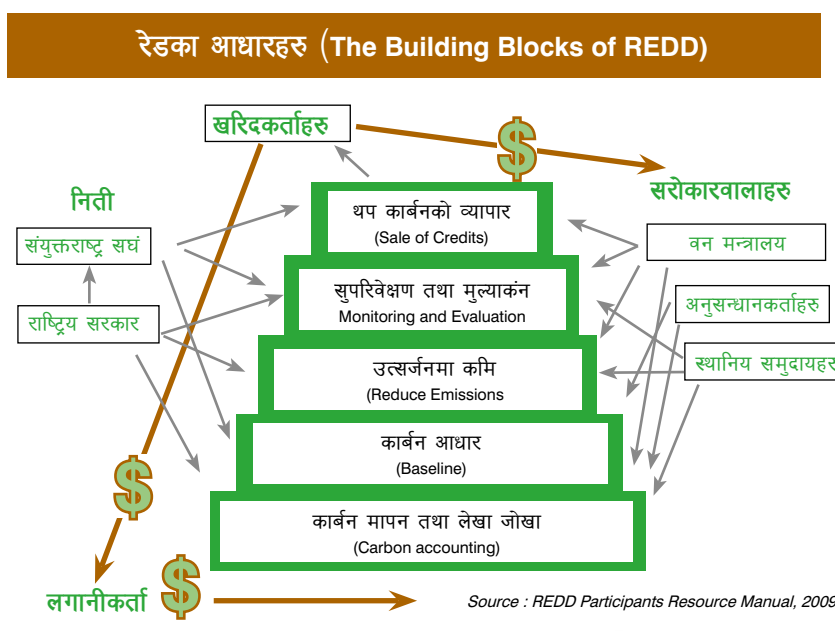 रेडका आधारहरु (The Building Blocks of REDD)
खरिदकर्ताहरु
$
सरोकारवालाहरु
निती
थप कार्बनको व्यापार
(Sale of Credits)
संयुक्तराष्ट्र सघं
वन मन्त्रालय
सुपरिवेक्षण तथा मुल्याकंन
Monitoring and Evaluation
अनुसन्धानकर्ताहरु
राष्ट्रिय सरकार
उत्सर्जनमा कमि
(Reduce Emissions
स्थानिय समुदायहरु
कार्बन आधार
(Baseline)
$
कार्बन मापन तथा लेखा जोखा
(Carbon accounting)
लगानीकर्ता
$
Source : REDD Participants Resource Manual, 2009